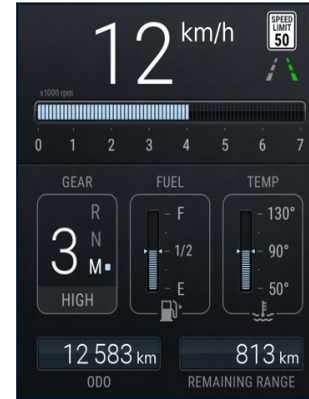 12 km/h
SPEED
LIMIT
50
x1000 rpm
0 1 2 3 4 5 6 7
GEAR FUEL TEMP
R F 130°
3 N 1/2 90°
M E 50°
HIGH
12 583 km 813 km
ODO REMAINING RANGE